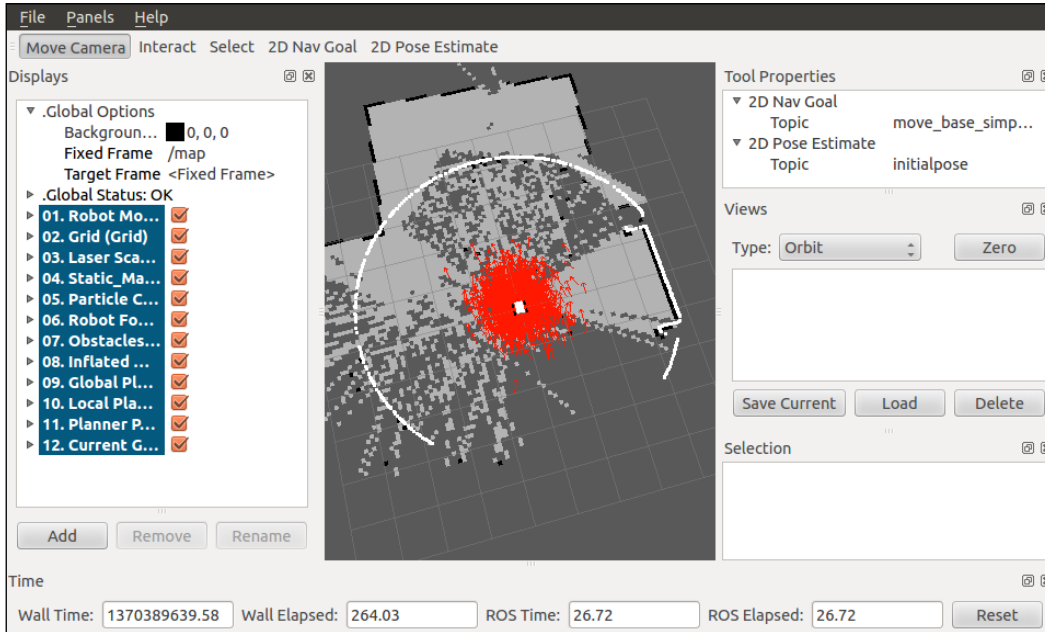 File Panels Help
Move Camera Interact Select 2D Nav Goal 2D Pose Estimate
Displays
.Global Options
Backgroun... 0, 0, 0
Fixed Frame /map
Target Frame <Fixed Frame>
.Global Status: OK
01. Robot Mo...
02. Grid (Grid)
03. Laser Sca...
04. Static_Ma...
05. Particle C...
06. Robot Fo...
07. Obstacles...
08. Inflated ...
09. Global Pl...
10. Local Pla...
11. Planner P...
12. Current G...
Add Remove Rename
Tool Properties
2D Nav Goal
Topic move_base_simp...
2D Pose Estimate
Topic initialpose
Views
Type: Orbit Zero
Save Current Load Delete
Selection
Time
Wall Time: 1370389639.58 Wall Elapsed: 264.03 ROS Time: 26.72 ROS Elapsed: 26.72 Reset